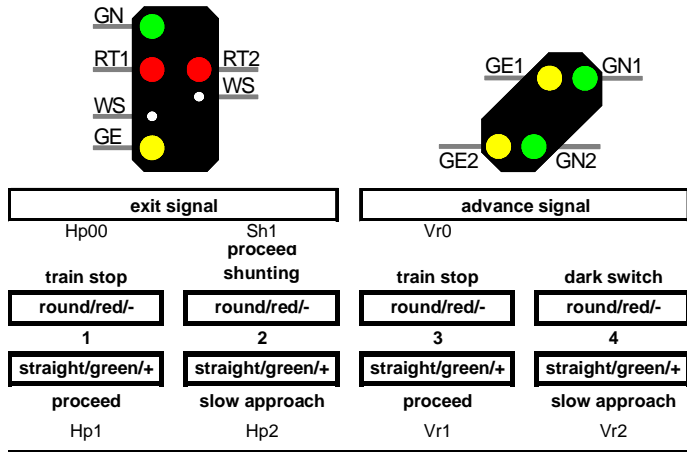 GN
RT1
RT2
WS
WS
GE
GE1
GN1
GE2
GN2
exit signal
advance signal
Hp00
Sh1
Vr0
train stop
proceed
shunting
train stop
dark switch
round/red/-
round/red/-
round/red/-
round/red/-
1
2
3
4
straight/green/+
straight/green/+
straight/green/+
straight/green/+
proceed
slow approach
proceed
slow approach
Hp1
Hp2
Vr1
Vr2